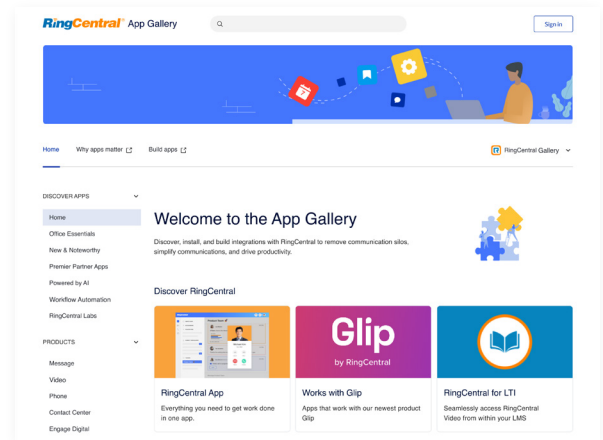 RingCentral® App Gallery
Sign in
7
Home
Why apps matter
Build apps
RingCentral Gallery
DISCOVER APPS
Home
Office Essentials
New & Noteworthy
Premier Partner Apps
Powered by AI
Workflow Automation
RingCentral Labs
PRODUCTS
Message
Video
Phone
Contact Center
Engage Digital
Welcome to the App Gallery
Discover, install, and build integrations with RingCentral to remove communication silos,
simplify communications, and drive productivity.
Discover RingCentral
RingCentral App
Everything you need to get work done
in one app.
Glip
by RingCentral
Works with Glip
Apps that work with our newest product
Glip
RingCentral for LTI
Seamlessly access RingCentral
Video from within your LMS